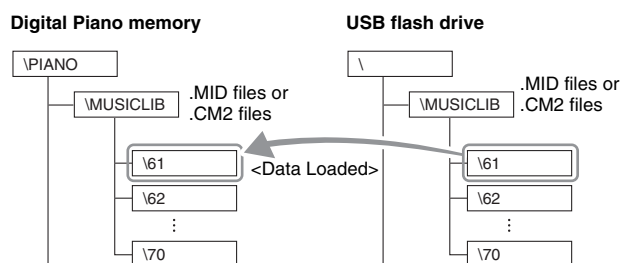 Digital Piano memory
\PIANO
\MUSICLIB
.MID files or
.CM2 files
\61
\62
⋮
\70
<Data Loaded>
USB flash drive
\
\MUSICLIB
.MID files or
.CM2 files
\61
\62
⋮
\70